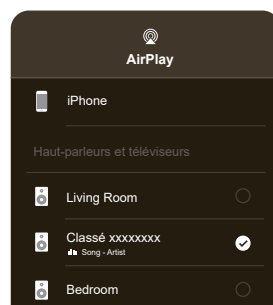 AirPlay
iPhone
Haut-parleurs et téléviseurs
Living Room
Classé xxxxxxxx
Song - Artist
Bedroom